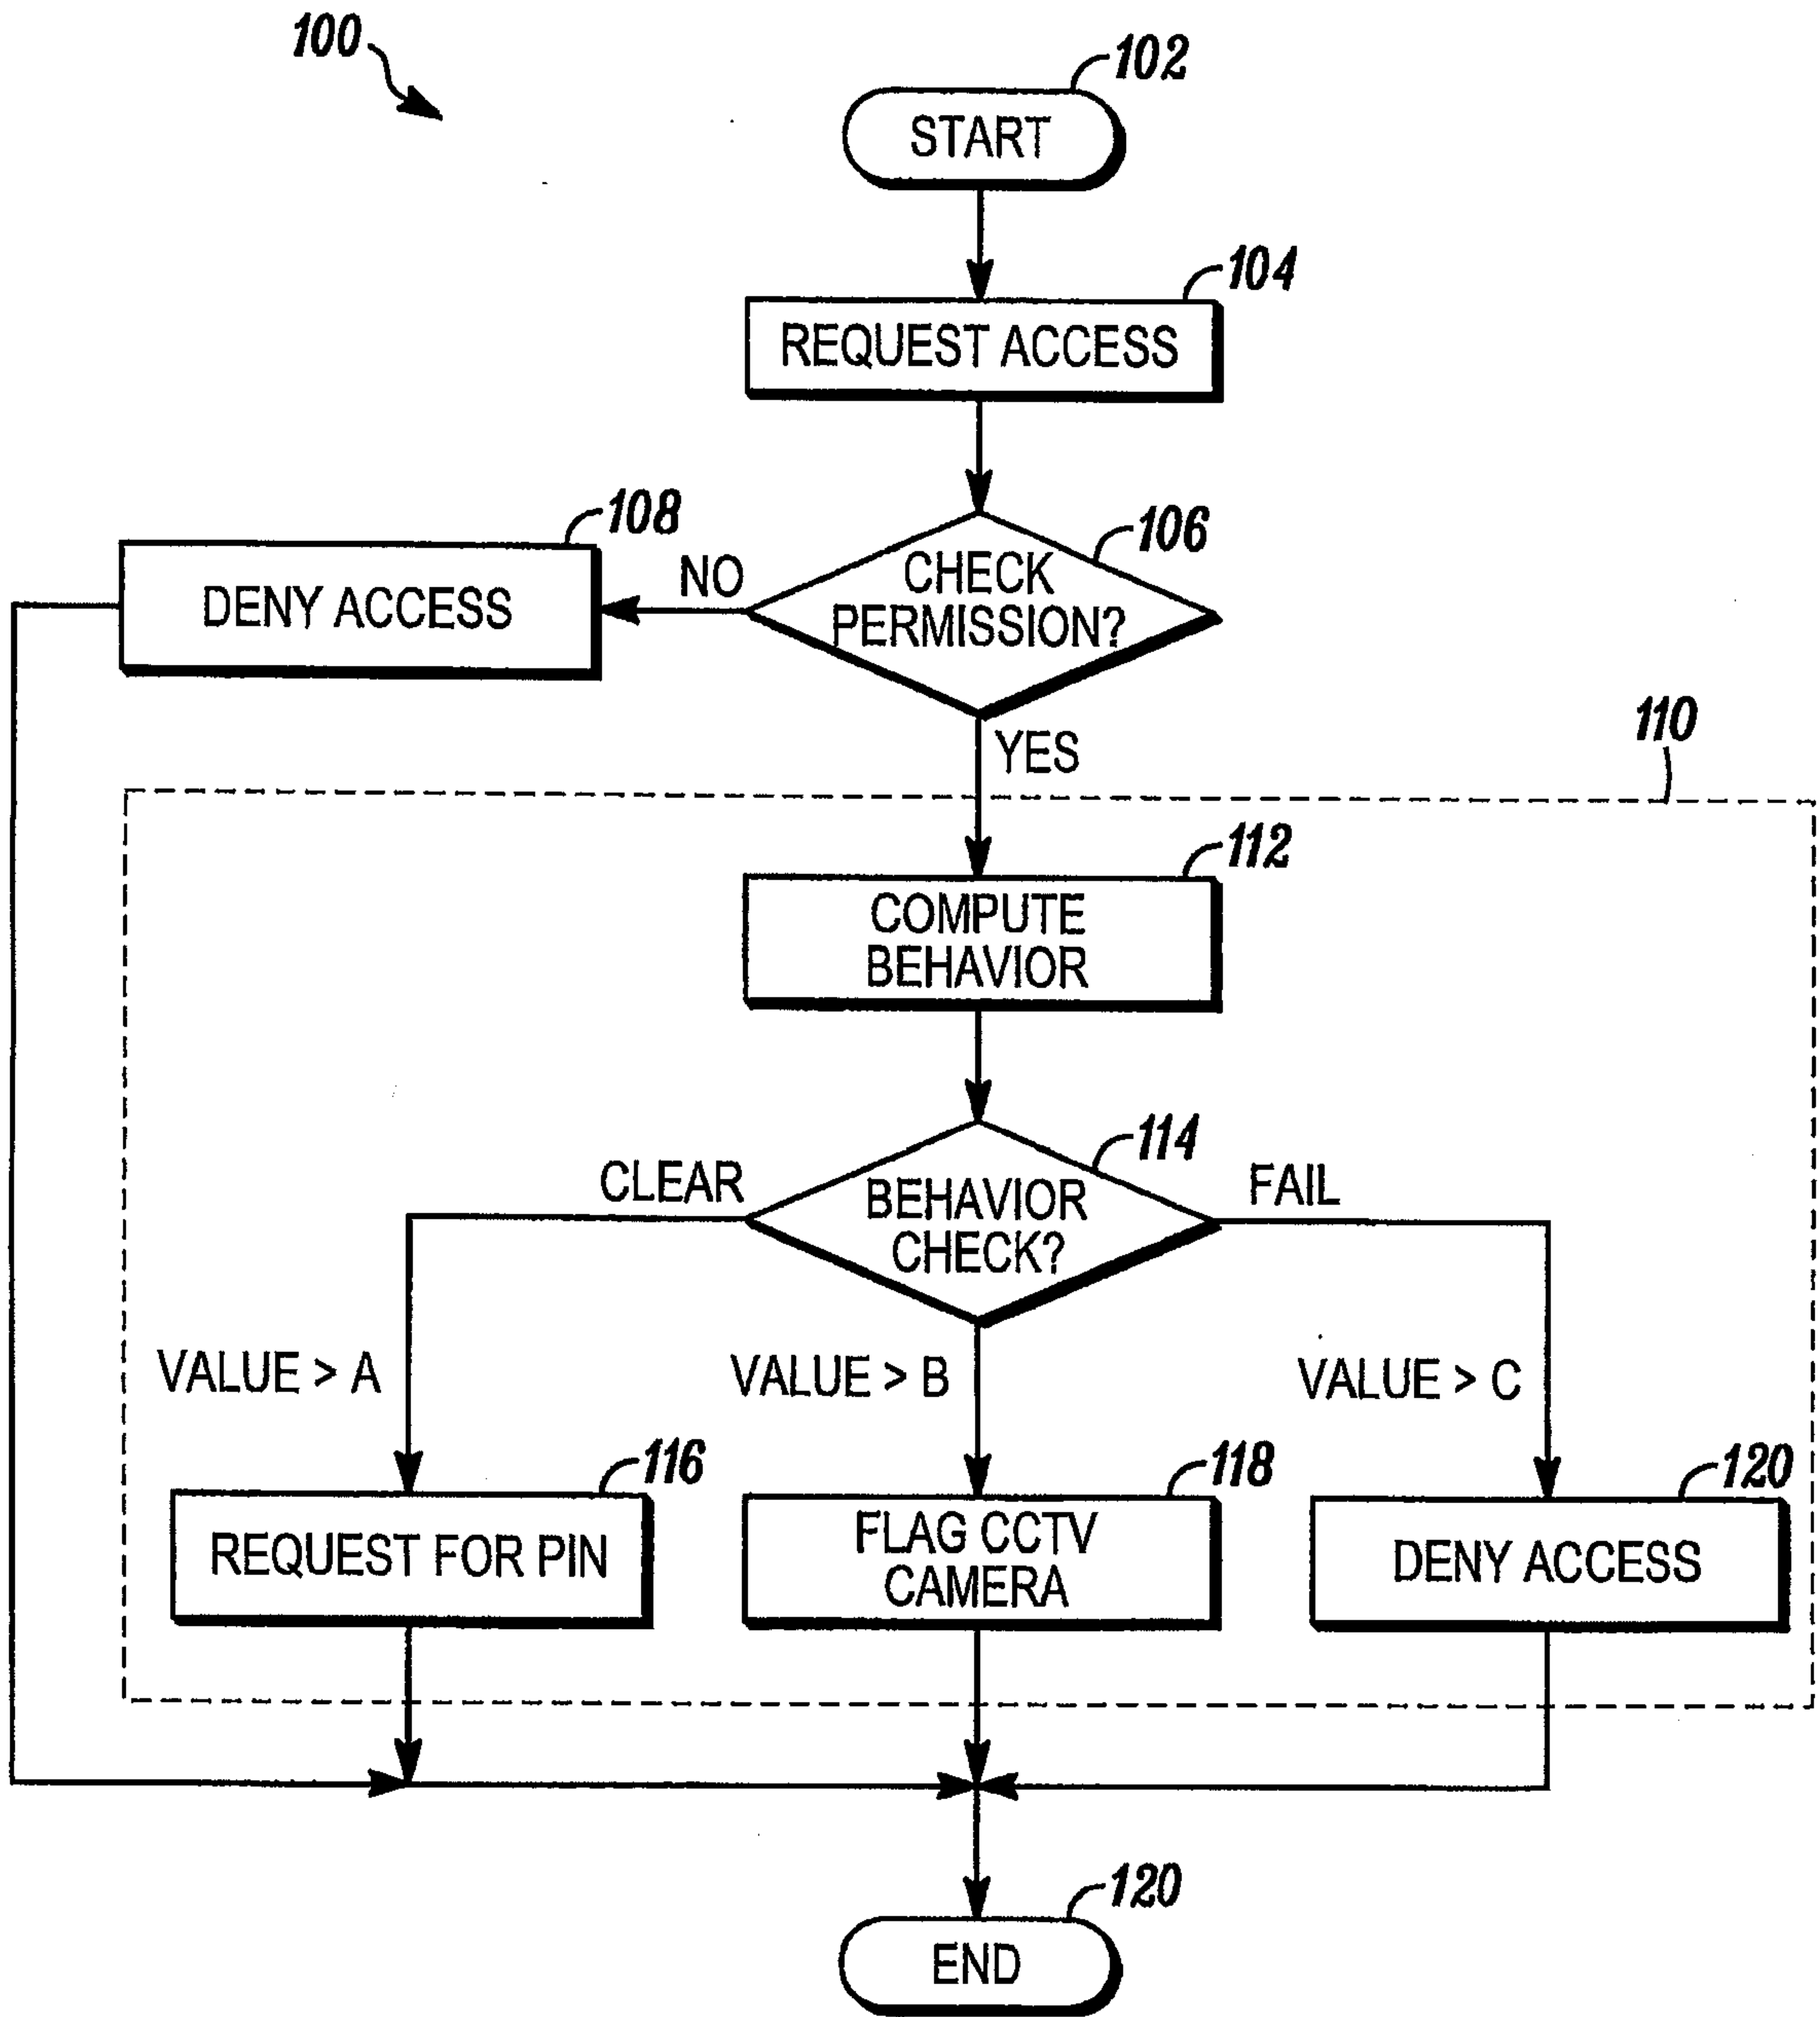 100
102
START
104
REQUEST ACCESS
108
106
DENY ACCESS
NO
CHECK
PERMISSION?
110
YES
112
COMPUTE
BEHAVIOR
114
CLEAR
BEHAVIOR
CHECK?
FAIL
VALUE > A
VALUE > B
VALUE > C
116
118
120
REQUEST FOR PIN
FLAG CCTV
CAMERA
DENY ACCESS
120
END